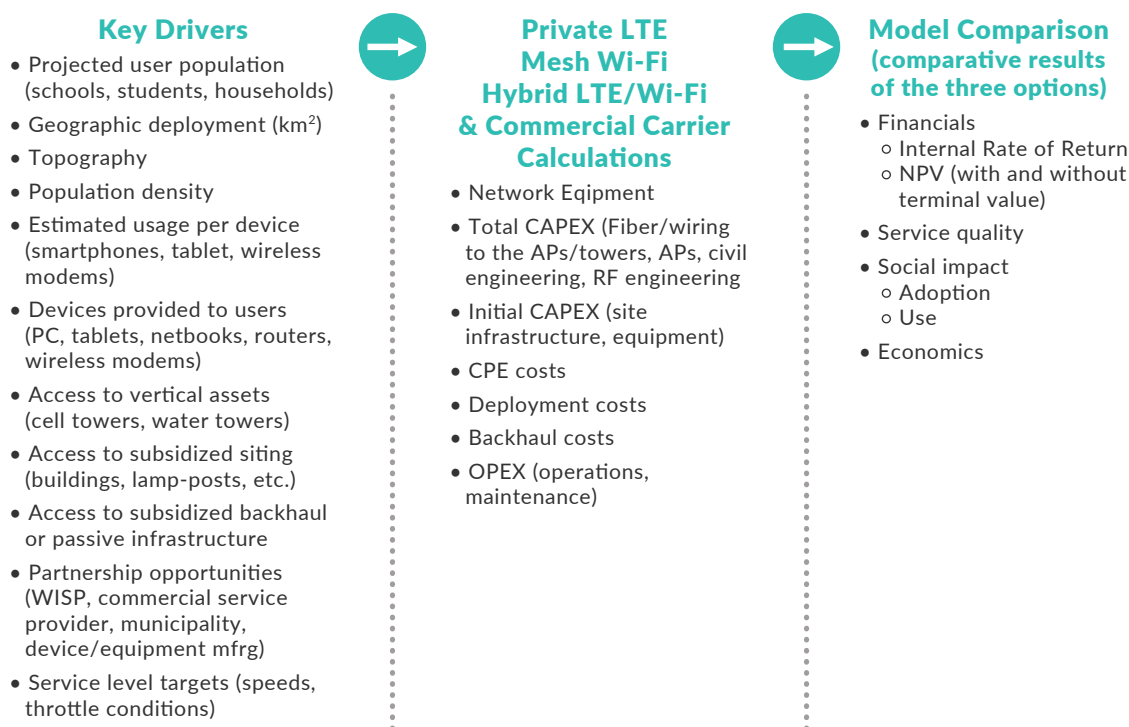 Key Drivers
• Projected user population
(schools, students, households)
• Geographic deployment (km²)
• Topography
• Population density
• Estimated usage per device
(smartphones, tablet, wireless
modems)
• Devices provided to users
(PC, tablets, netbooks, routers,
wireless modems)
• Access to vertical assets
(cell towers, water towers)
• Access to subsidized siting
(buildings, lamp-posts, etc.)
• Access to subsidized backhaul
or passive infrastructure
• Partnership opportunities
(WISP, commercial service
provider, municipality,
device/equipment mfrg)
• Service level targets (speeds,
throttle conditions)
Private LTE
Mesh Wi-Fi
Hybrid LTE/Wi-Fi
& Commercial Carrier
Calculations
• Network Eqipment
• Total CAPEX (Fiber/wiring
to the APs/towers, APs, civil
engineering, RF engineering
• Initial CAPEX (site
infrastructure, equipment)
• CPE costs
• Deployment costs
• Backhaul costs
• OPEX (operations,
maintenance)
Model Comparison
(comparative results
of the three options)
• Financials
○ Internal Rate of Return
○ NPV (with and without
terminal value)
• Service quality
• Social impact
○ Adoption
○ Use
• Economics